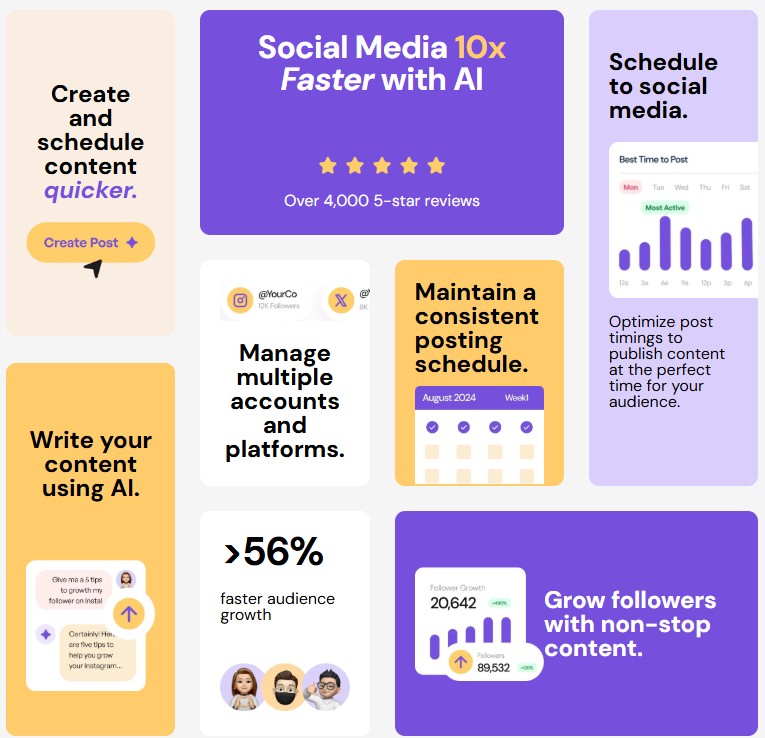 Create
and
schedule
content
quicker.
Create Post
Social Media 10x
Faster with AI
Over 4,000 5-star reviews
Schedule
to social
media.
Best Time to Post
Mon Tue Wed Thu Fri Sat
Most Active
12a 3a 6a 9a 12p 3p 6p
Optimize post
timings to
publish content
at the perfect
time for your
audience.
@YourCo
12K Followers
8K
Manage
multiple
accounts
and
platforms.
Maintain a
consistent
posting
schedule.
August 2024 Week1
Write your
content
using AI.
Give me a 5 tips
to growth my
follower on Insta!
Certainly! Her
are five tips to
help you grow
your Instagram...
>56%
faster audience
growth
Follower Growth
20,642 +490%
Followers
89,532
Grow followers
with non-stop
content.